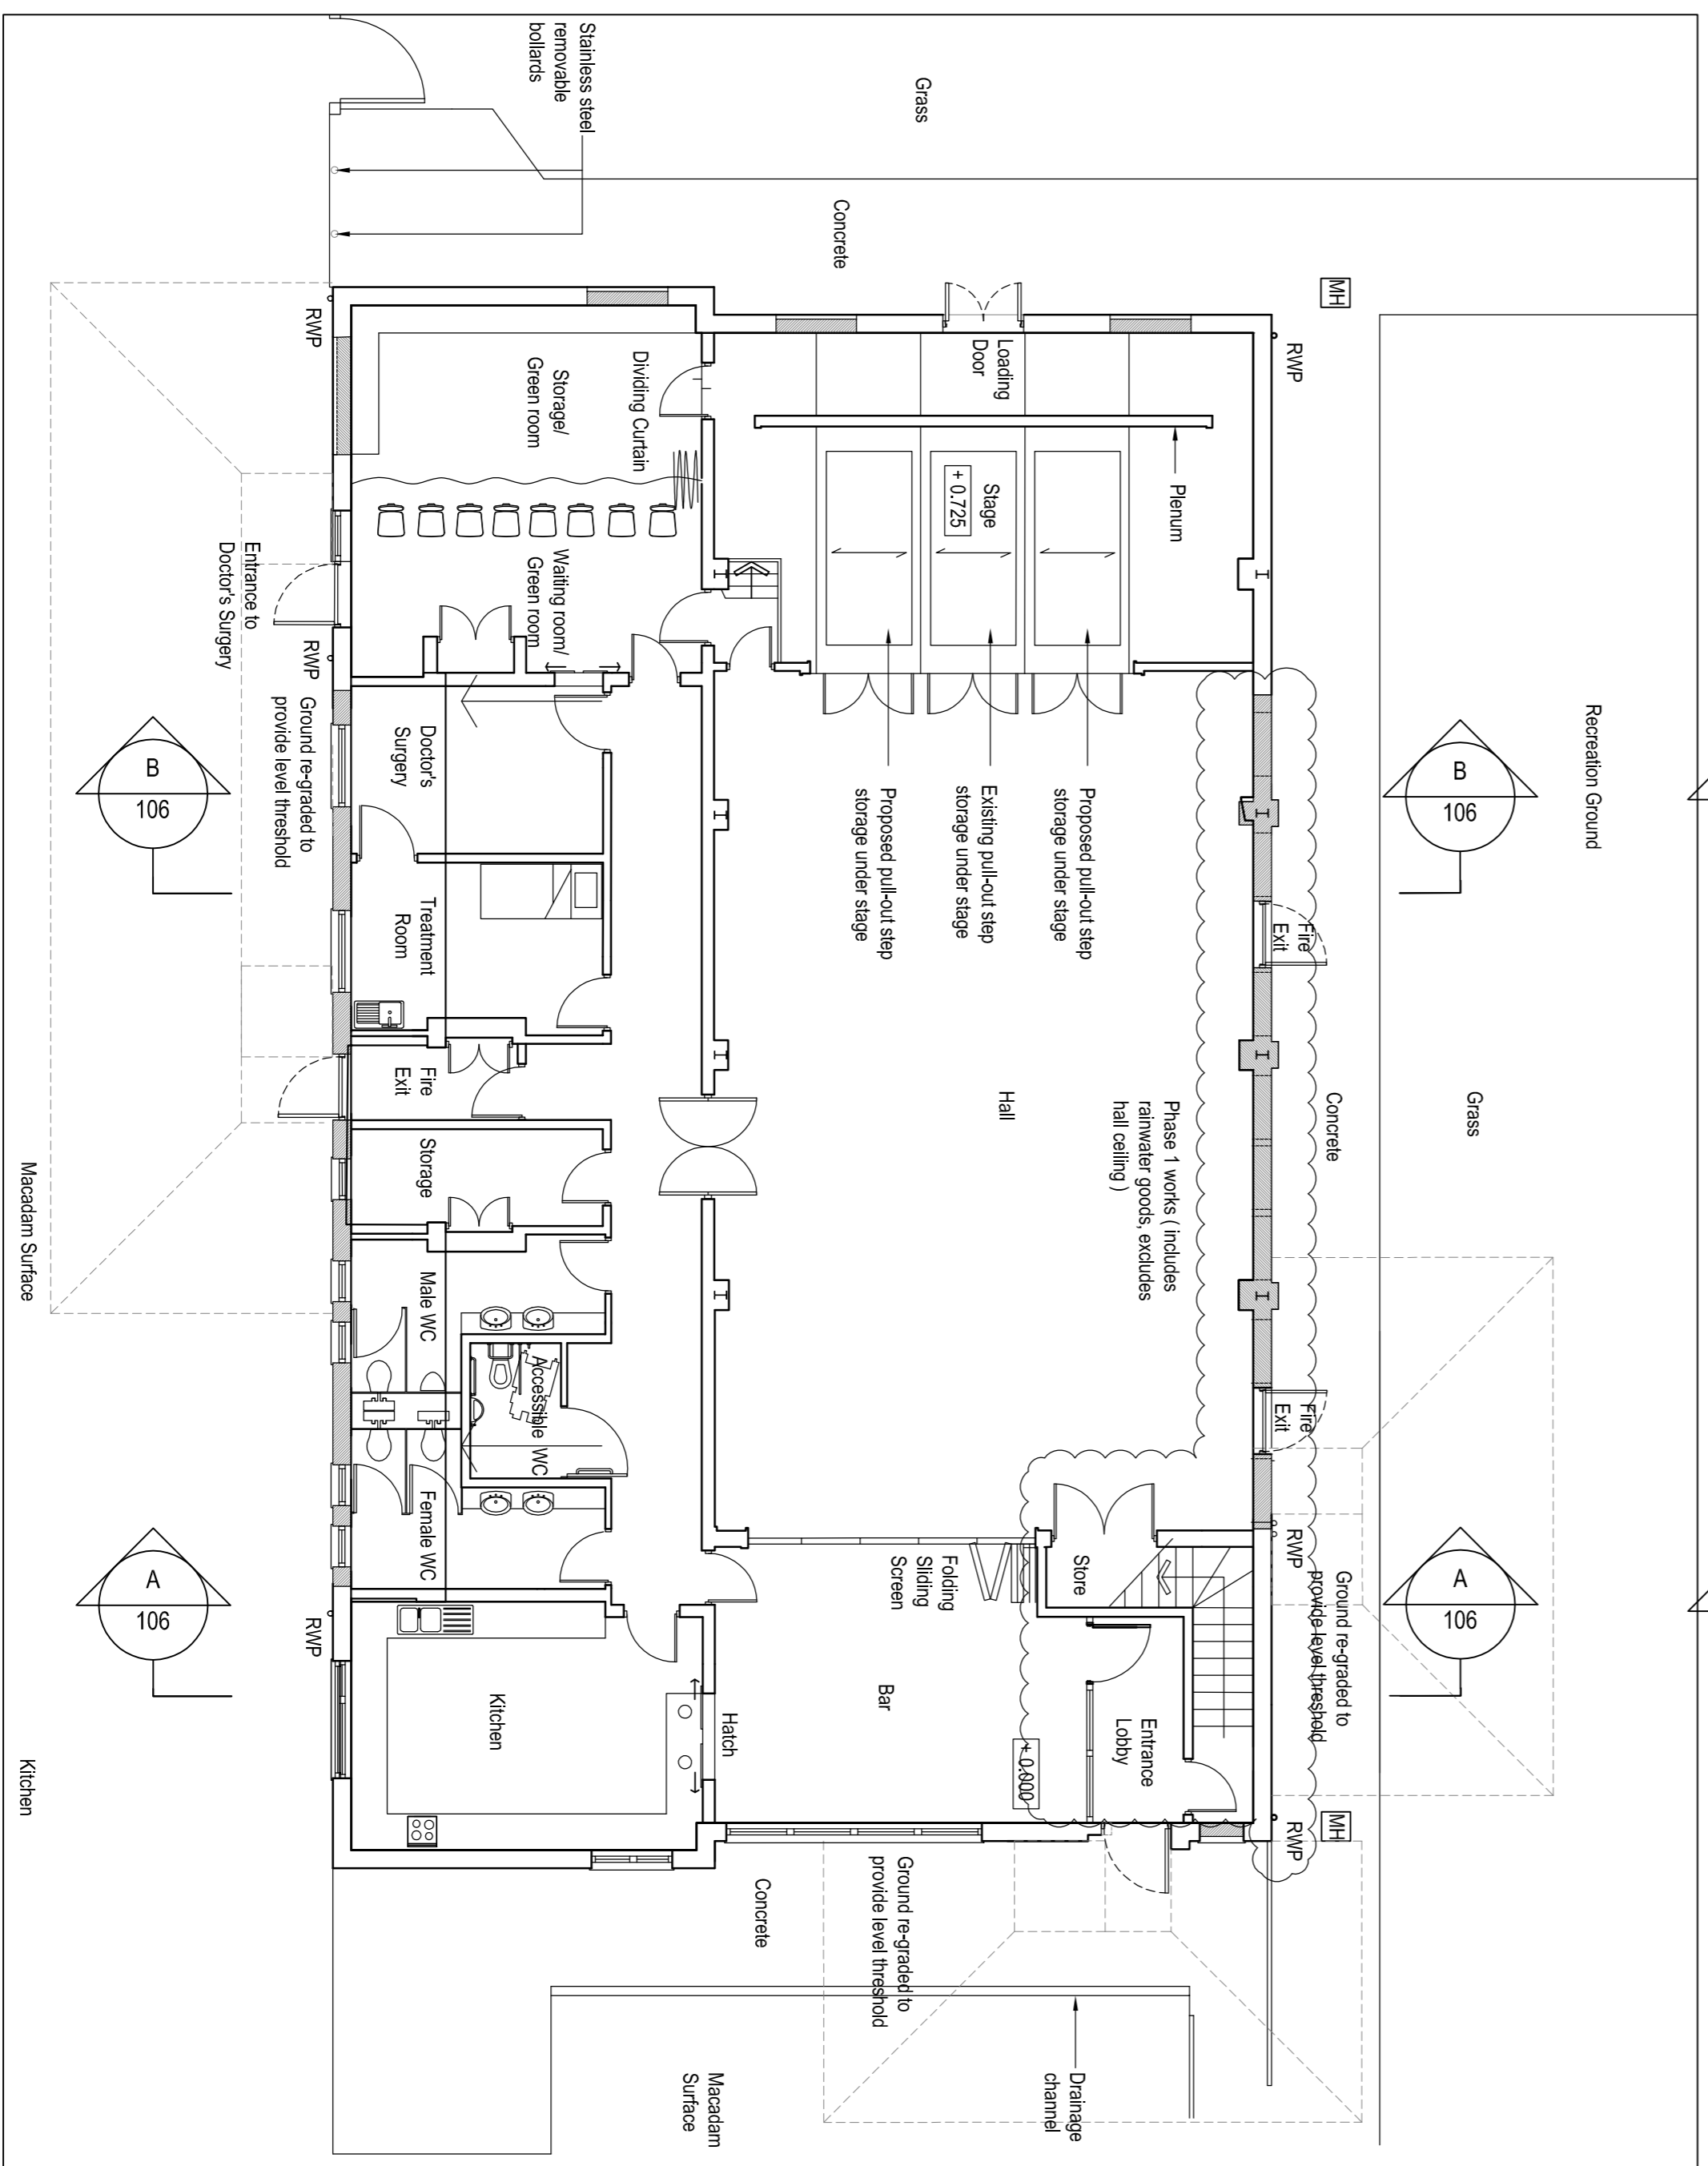 Recreation Ground
B
106
A
106
Grass
Grass
MH
Concrete
MH
RWP
Fire
Exit
Fire
Exit
RWP
Ground re-graded to
provide level threshold
RWP
Concrete
Loading
Door
Plenum
Stage
+ 0.725
Proposed pull-out step
storage under stage
Existing pull-out step
storage under stage
Proposed pull-out step
storage under stage
Phase 1 works ( includes
rainwater goods, excludes
hall ceiling )
Hall
Store
Folding
Sliding
Screen
Entrance
Lobby
+ 0.000
Bar
Hatch
Drainage
channel
Ground re-graded to
provide level threshold
Concrete
Macadam
Surface
Stainless steel
removable
bollards
Dividing Curtain
Storage/
Green room
Waiting room/
Green room
Doctor's
Surgery
Treatment
Room
Fire
Exit
Storage
Male WC
Accessible WC
Female WC
Kitchen
RWP
RWP
RWP
Entrance to
Doctor's Surgery
Ground re-graded to
provide level threshold
B
106
A
106
Macadam Surface
Kitchen